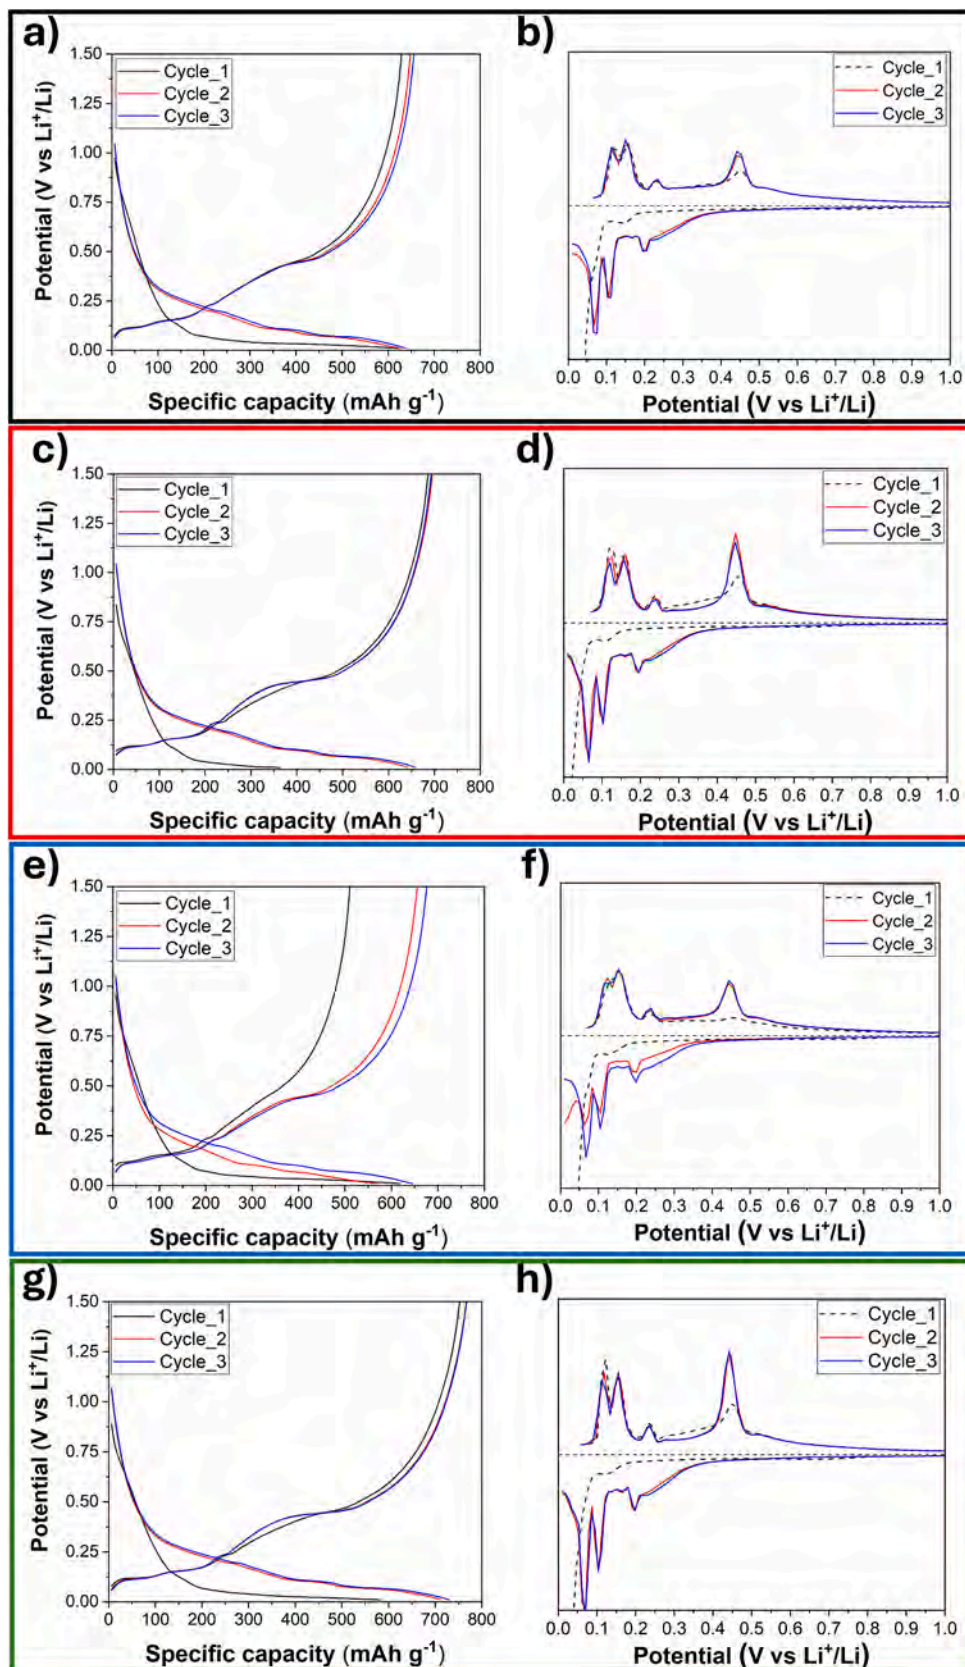 a)
Potential (V vs Li⁺/Li)
1.50
1.25
1.00
0.75
0.50
0.25
0.00
Cycle_1
Cycle_2
Cycle_3
0 100 200 300 400 500 600 700 800
Specific capacity (mAh g⁻¹)
b)
Cycle_1
Cycle_2
Cycle_3
0.0 0.1 0.2 0.3 0.4 0.5 0.6 0.7 0.8 0.9 1.0
Potential (V vs Li⁺/Li)
c)
Potential (V vs Li⁺/Li)
1.50
1.25
1.00
0.75
0.50
0.25
0.00
Cycle_1
Cycle_2
Cycle_3
0 100 200 300 400 500 600 700 800
Specific capacity (mAh g⁻¹)
d)
Cycle_1
Cycle_2
Cycle_3
0.0 0.1 0.2 0.3 0.4 0.5 0.6 0.7 0.8 0.9 1.0
Potential (V vs Li⁺/Li)
e)
Potential (V vs Li⁺/Li)
1.50
1.25
1.00
0.75
0.50
0.25
0.00
Cycle_1
Cycle_2
Cycle_3
0 100 200 300 400 500 600 700 800
Specific capacity (mAh g⁻¹)
f)
Cycle_1
Cycle_2
Cycle_3
0.0 0.1 0.2 0.3 0.4 0.5 0.6 0.7 0.8 0.9 1.0
Potential (V vs Li⁺/Li)
g)
Potential (V vs Li⁺/Li)
1.50
1.25
1.00
0.75
0.50
0.25
0.00
Cycle_1
Cycle_2
Cycle_3
0 100 200 300 400 500 600 700 800
Specific capacity (mAh g⁻¹)
h)
Cycle_1
Cycle_2
Cycle_3
0.0 0.1 0.2 0.3 0.4 0.5 0.6 0.7 0.8 0.9 1.0
Potential (V vs Li⁺/Li)